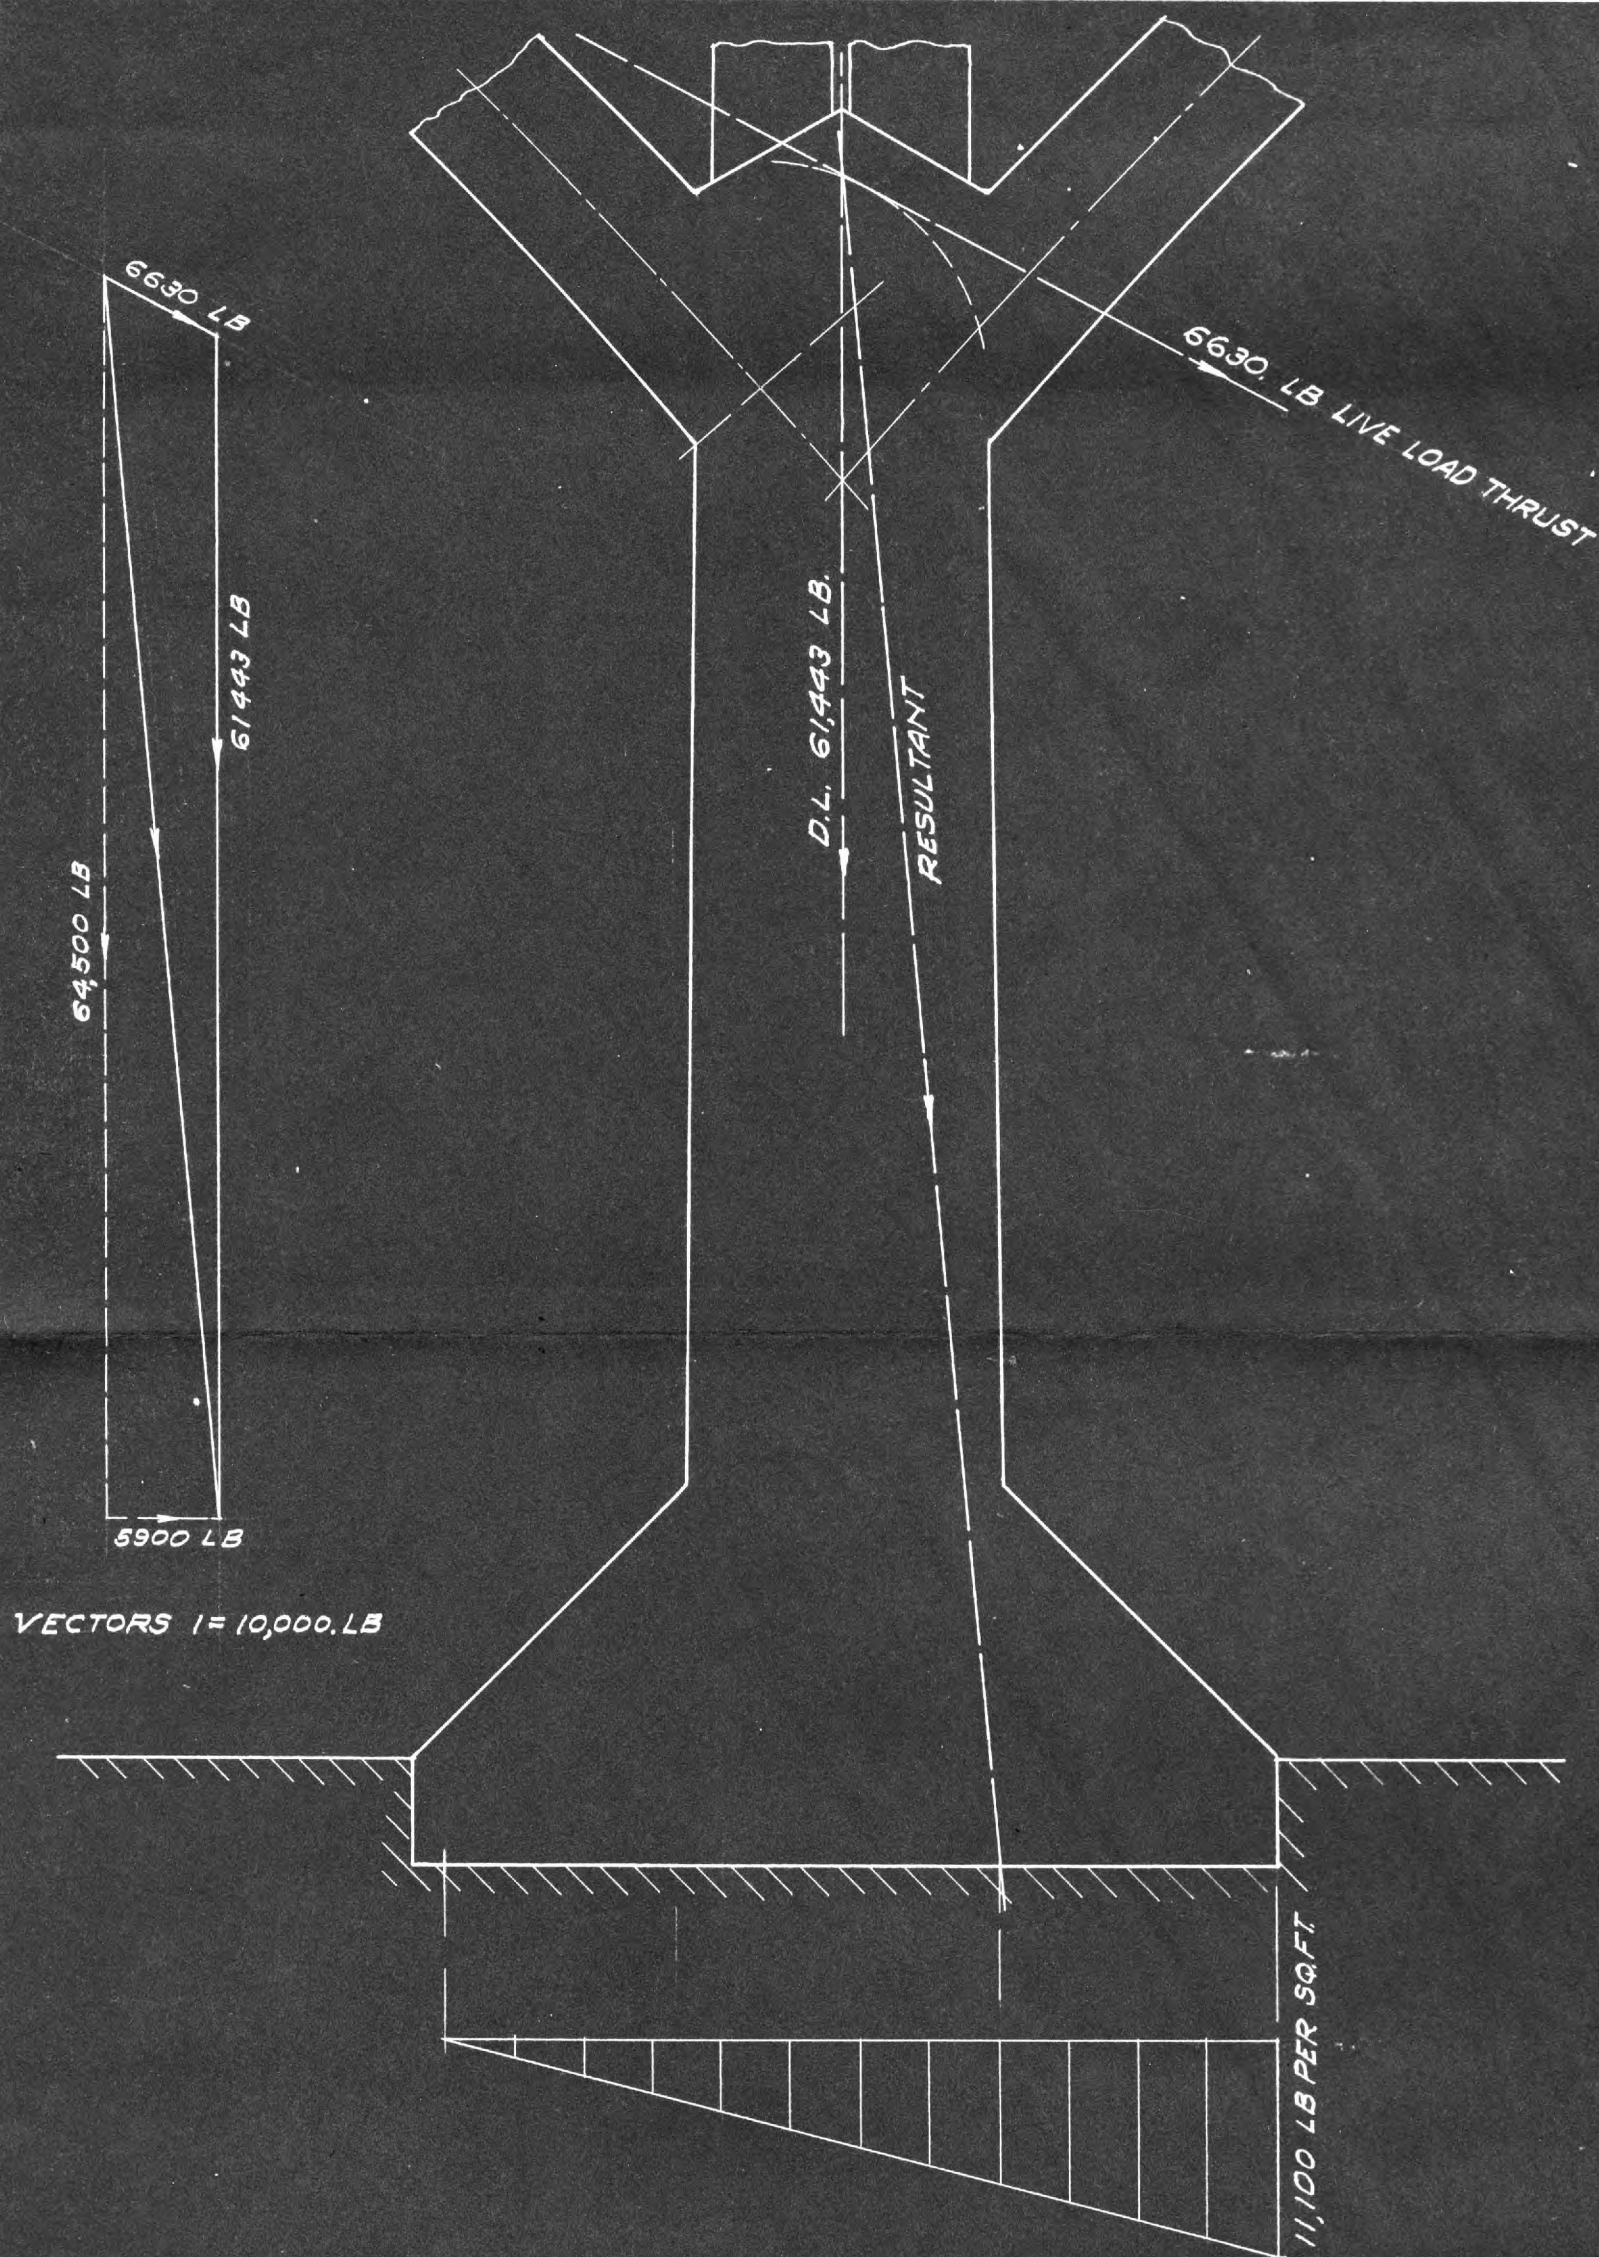 6630 LB
6630. LB LIVE LOAD THRUST
61443 LB
D.L. 61,443 LB.
RESULTANT
64,500 LB
5900 LB
VECTORS 1= 10,000.LB
11,100 LB PER SQ.FT.